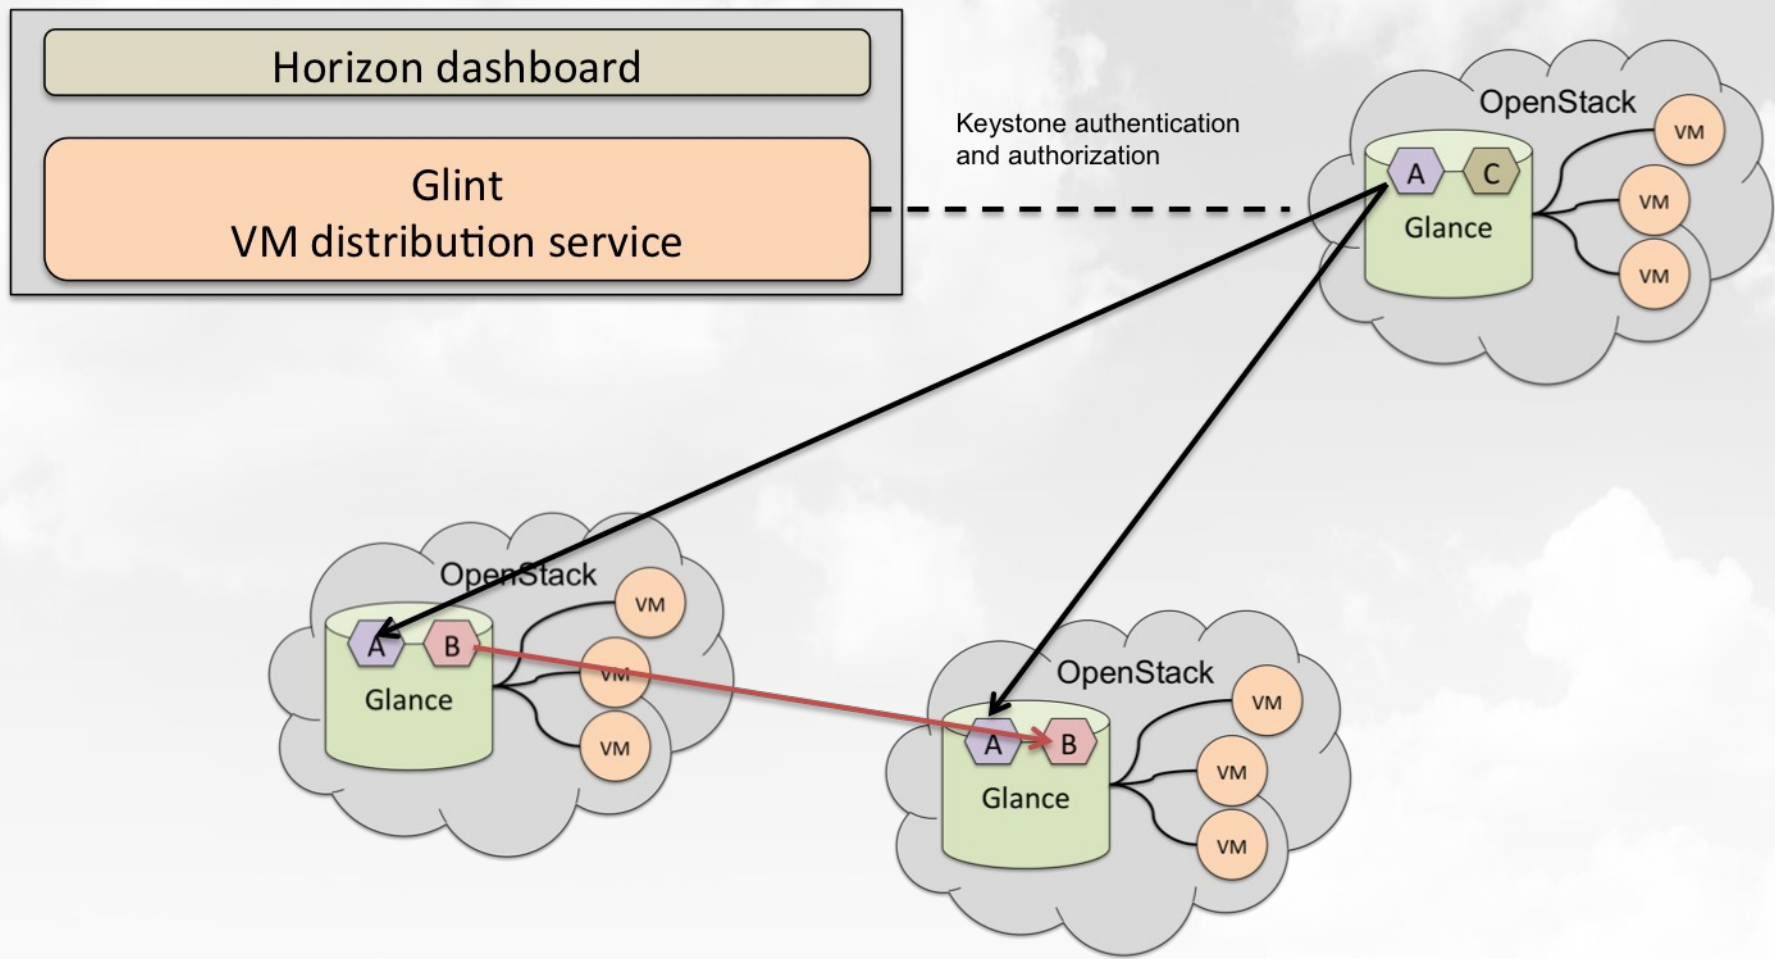 Horizon dashboard
Glint
VM distribution service
Keystone authentication
and authorization
OpenStack
A
C
Glance
VM
VM
VM
OpenStack
A
B
Glance
VM
VM
VM
OpenStack
A
B
Glance
VM
VM
VM